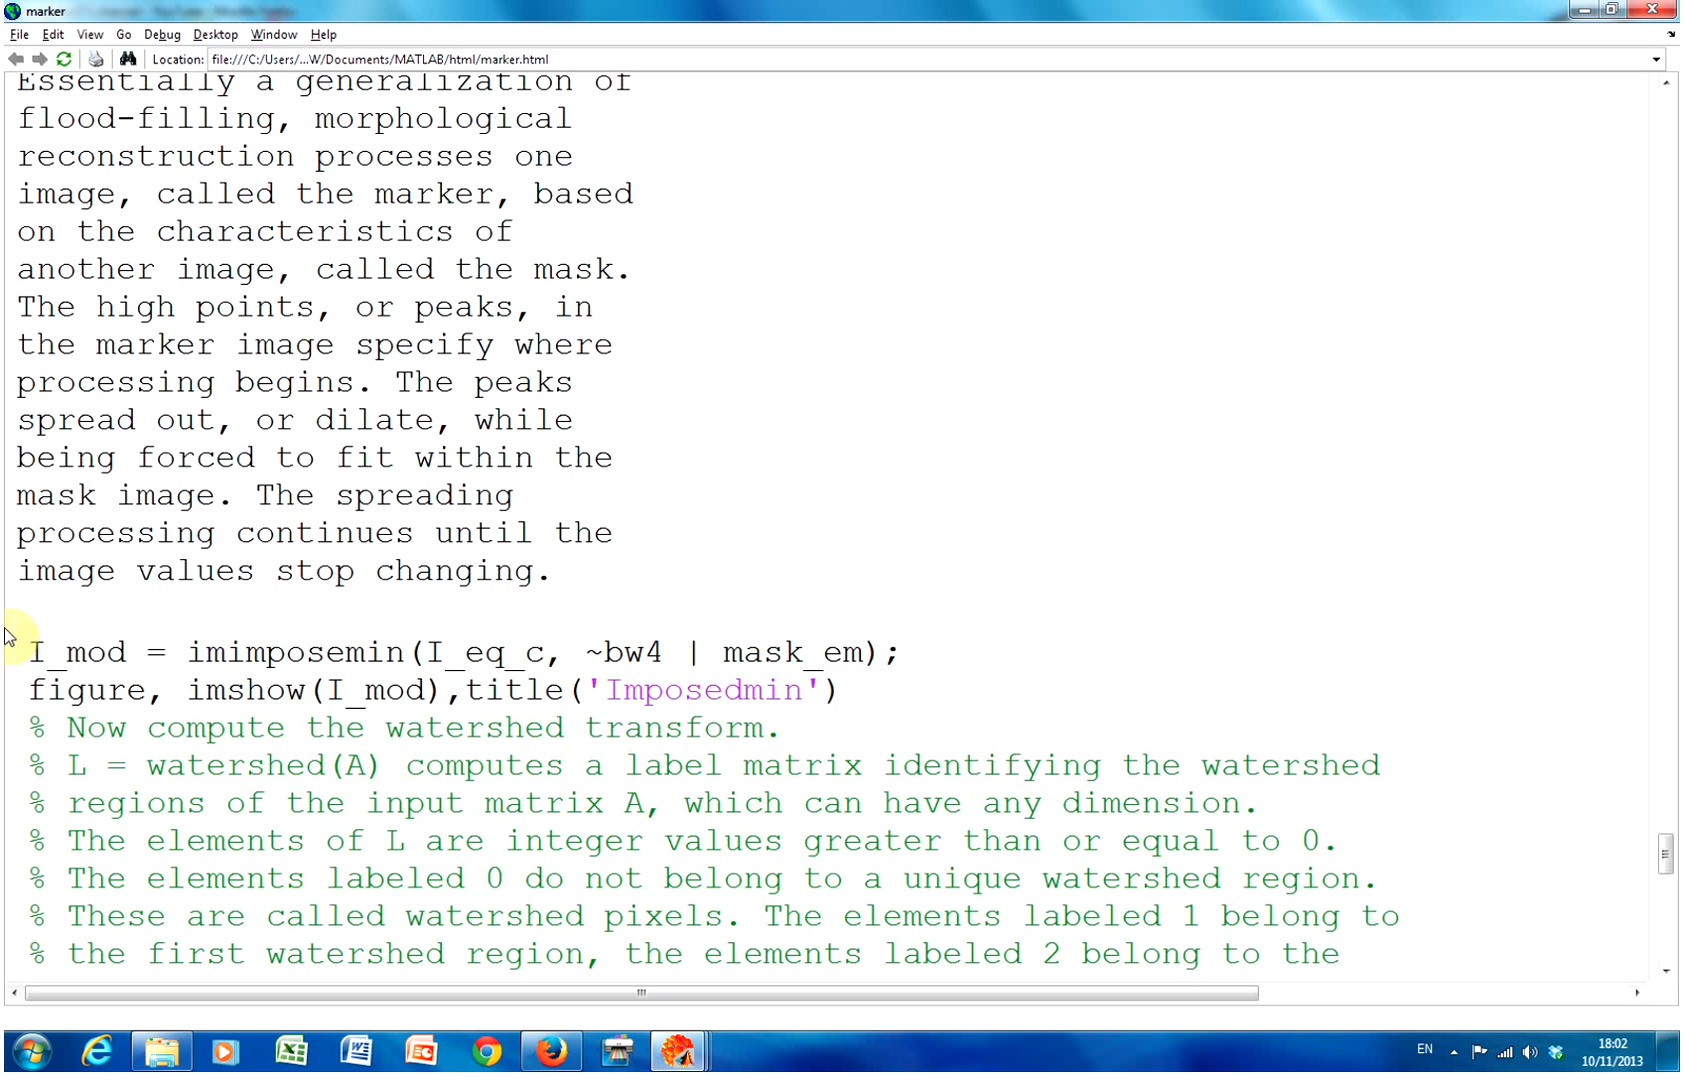 marker
File Edit View Go Debug Desktop Window Help
Location: file:///C:/Users/...W/Documents/MATLAB/html/marker.html
Essentially a generalization of
flood-filling, morphological
reconstruction processes one
image, called the marker, based
on the characteristics of
another image, called the mask.
The high points, or peaks, in
the marker image specify where
processing begins. The peaks
spread out, or dilate, while
being forced to fit within the
mask image. The spreading
processing continues until the
image values stop changing.
I_mod = imimposemin(I_eq_c, ~bw4 | mask_em);
figure, imshow(I_mod),title('Imposedmin')
% Now compute the watershed transform.
% L = watershed(A) computes a label matrix identifying the watershed
% regions of the input matrix A, which can have any dimension.
% The elements of L are integer values greater than or equal to 0.
% The elements labeled 0 do not belong to a unique watershed region.
% These are called watershed pixels. The elements labeled 1 belong to
% the first watershed region, the elements labeled 2 belong to the
EN
18:02
10/11/2013